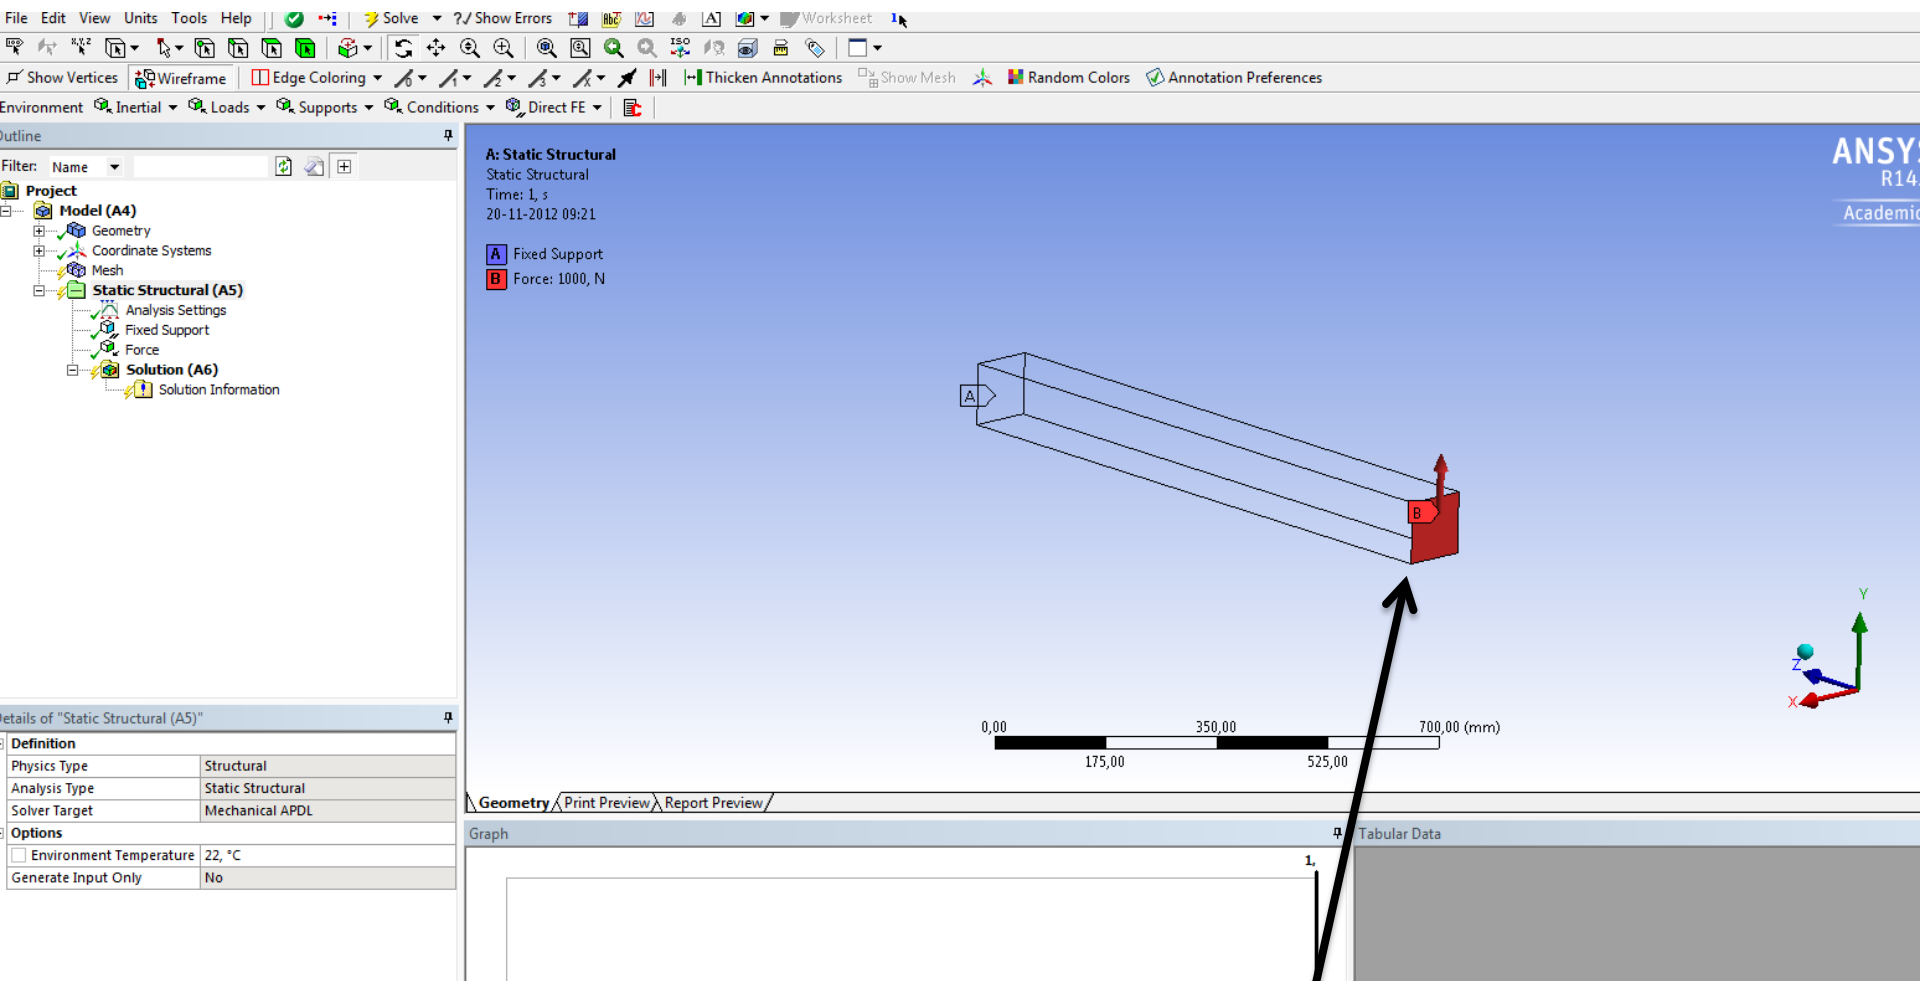 File Edit View Units Tools Help Solve ?/ Show Errors Worksheet
Show Vertices Wireframe Edge Coloring Thicken Annotations Show Mesh Random Colors Annotation Preferences
Environment Inertial Loads Supports Conditions Direct FE
Outline
Filter: Name
Project
Model (A4)
Geometry
Coordinate Systems
Mesh
Static Structural (A5)
Analysis Settings
Fixed Support
Force
Solution (A6)
Solution Information
Details of "Static Structural (A5)"
Definition
Physics Type Structural
Analysis Type Static Structural
Solver Target Mechanical APDL
Options
Environment Temperature 22, °C
Generate Input Only No
A: Static Structural
Static Structural
Time: 1, s
20-11-2012 09:21
A Fixed Support
B Force: 1000, N
ANSYS
R14.
Academic
A
B
Y
Z
X
0,00 350,00 700,00 (mm)
175,00 525,00
Geometry Print Preview Report Preview
Graph
1,
Tabular Data